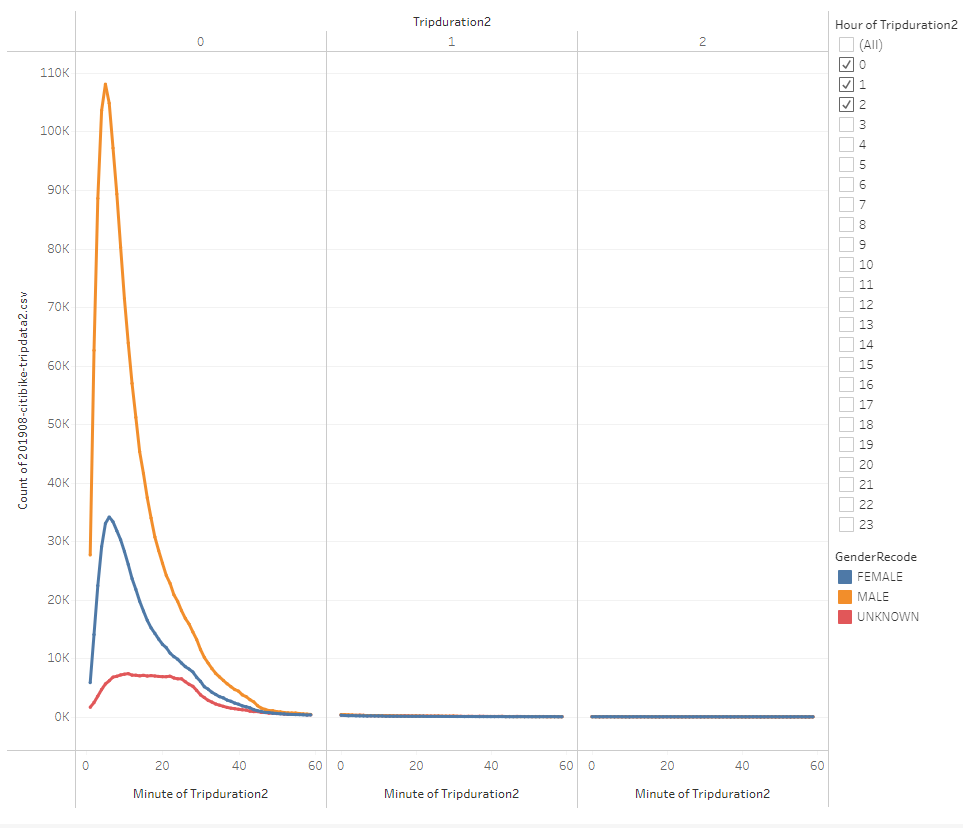 Tripduration2
0 1 2
110K
100K
90K
80K
70K
60K
50K
40K
30K
20K
10K
0K
Count of 201908-citibike-tripdata2.csv
0 20 40 60 0 20 40 60 0 20 40 60
Minute of Tripduration2 Minute of Tripduration2 Minute of Tripduration2
Hour of Tripduration2
(All)
0
1
2
3
4
5
6
7
8
9
10
11
12
13
14
15
16
17
18
19
20
21
22
23
GenderRecode
FEMALE
MALE
UNKNOWN